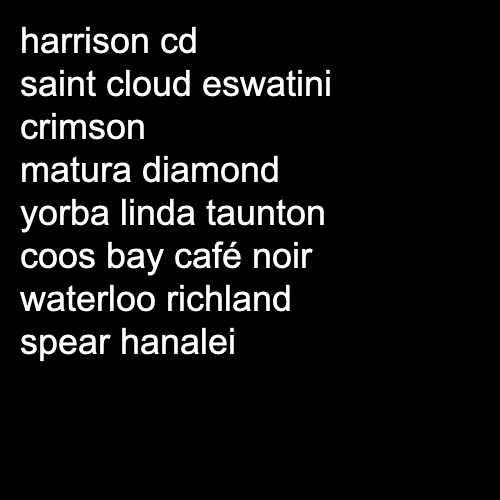 harrison cd
saint cloud eswatini
crimson
matura diamond
yorba linda taunton
coos bay café noir
waterloo richland
spear hanalei